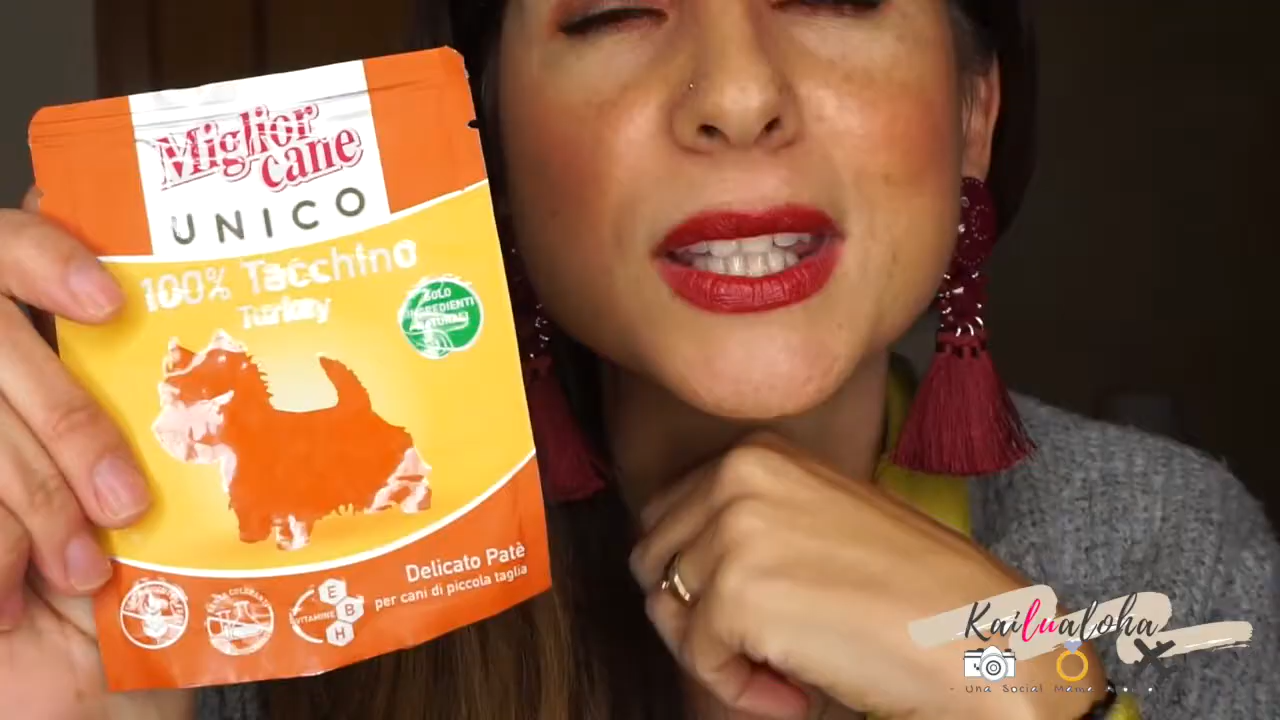 Miglior
cane
UNICO
100% Tacchino
Turkey
SOLO
INGREDIENTI
NATURALI
Delicato Patè
per cani di piccola taglia
VITAMINE
E
B
H
Kailualoha
- Una Social Mama